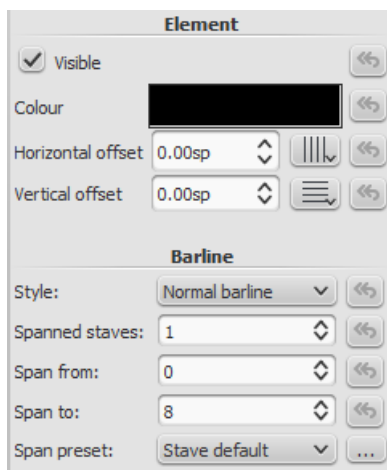 Element
Visible
Colour
Horizontal offset 0.00sp
Vertical offset 0.00sp
Barline
Style: Normal barline
Spanned staves: 1
Span from: 0
Span to: 8
Span preset: Stave default ...